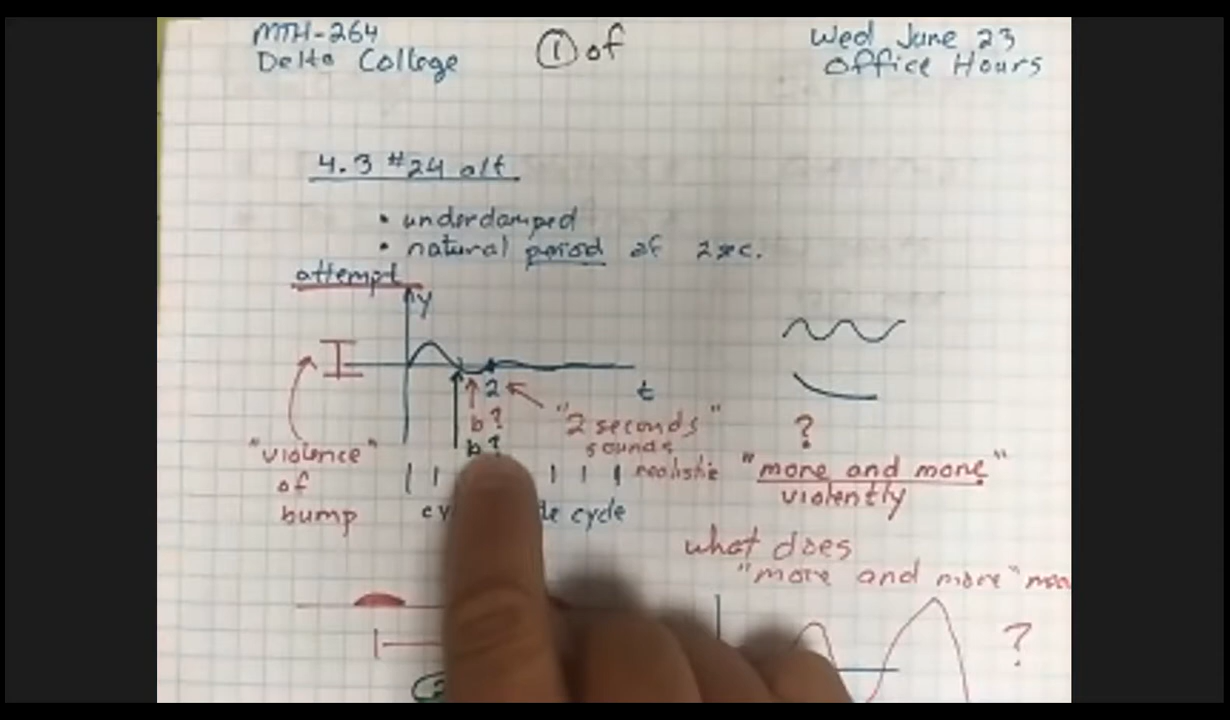 MTH-264
Delta College
① of
Wed June 23
Office Hours
4.3 #24 alt
• underdamped
• natural period of 2 sec.
attempt
y
t
2
b?
b?
"2 seconds"
sounds
realistic
"violence"
of
bump
cycle
?
"more and more"
violently
what does
"more and more"
?